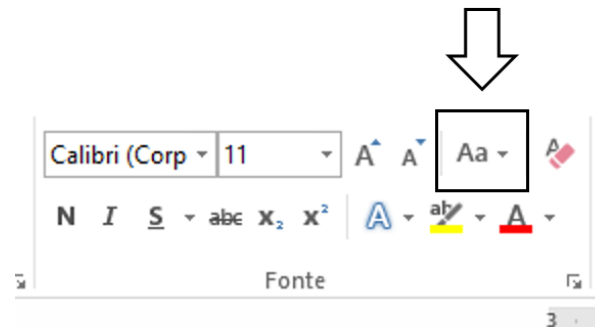 Calibri (Corp 11 A A Aa A
N I S abc X₂ X² A ab A
Fonte
3